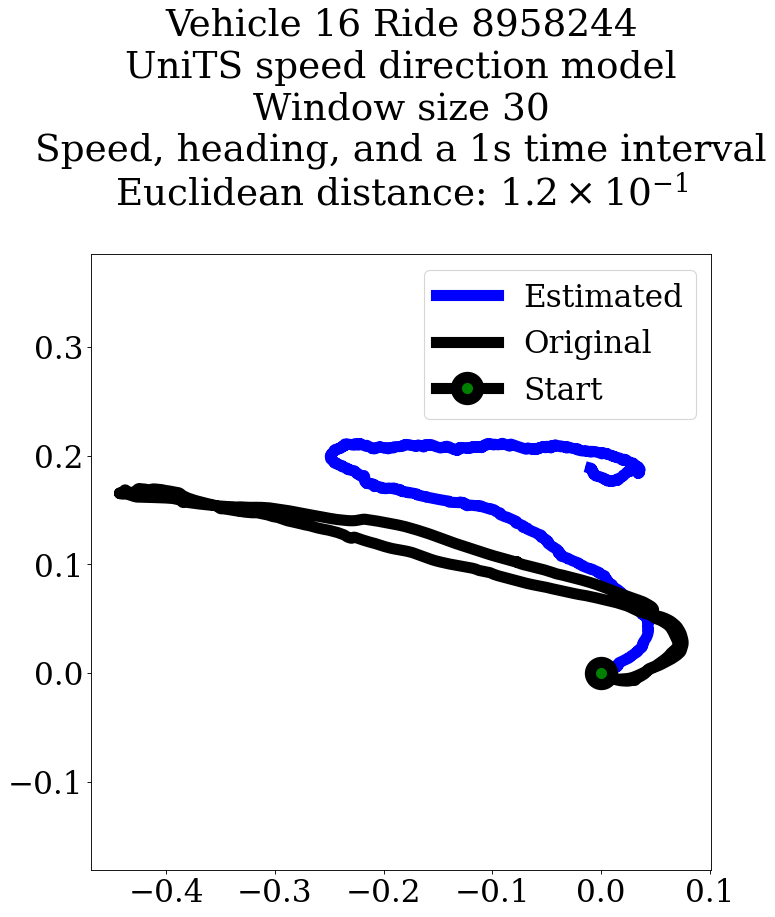 Vehicle 16 Ride 8958244
UniTS speed direction model
Window size 30
Speed, heading, and a 1s time interval
Euclidean distance: 1.2 × 10⁻¹
Estimated
Original
Start
0.3
0.2
0.1
0.0
−0.1
−0.4
−0.3
−0.2
−0.1
0.0
0.1